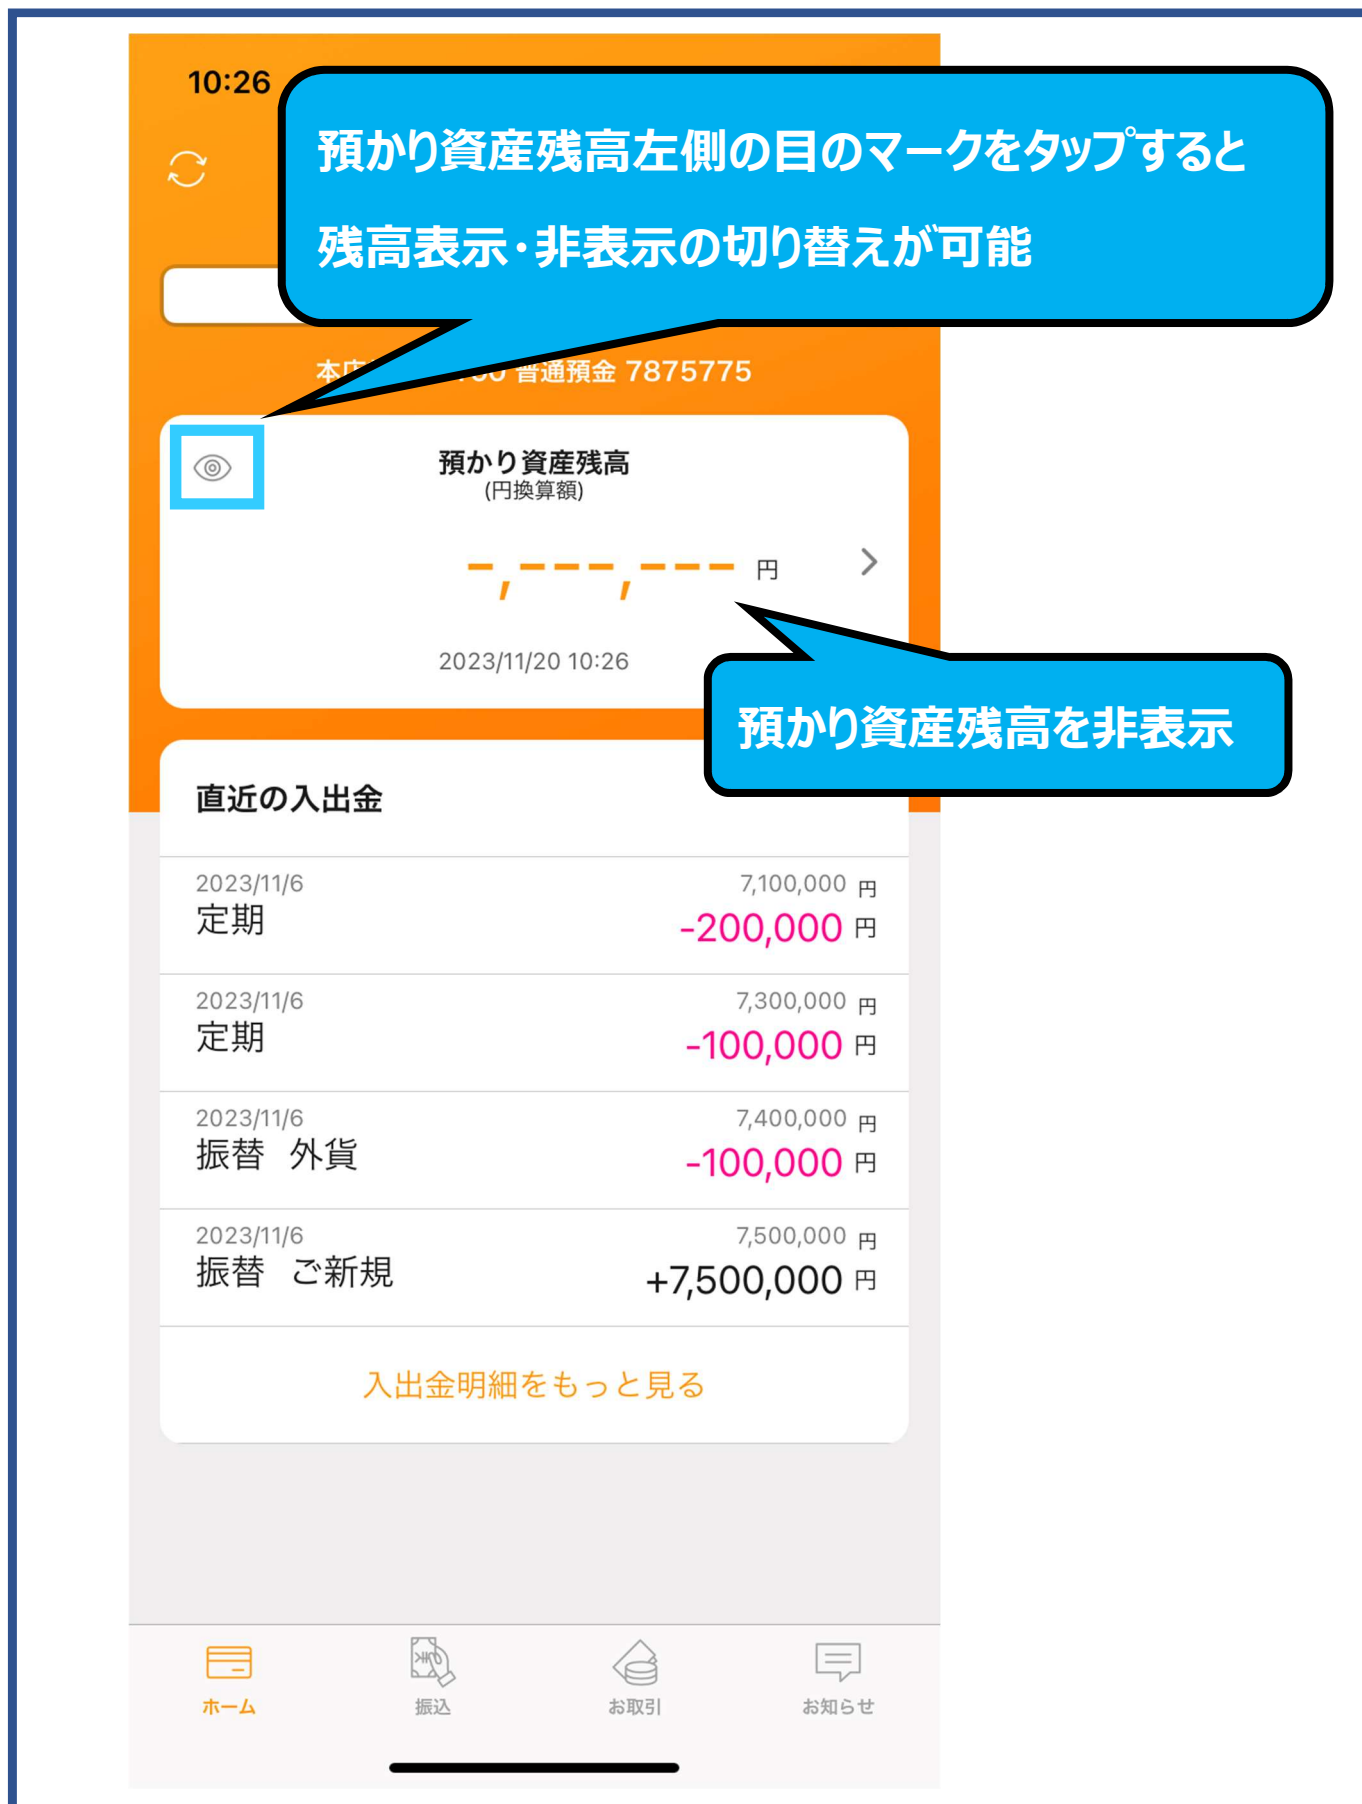 10:26
預かり資産残高左側の目のマークをタップすると
残高表示・非表示の切り替えが可能
普通預金 7875775
預かり資産残高
(円換算額)
-,---,--- 円
2023/11/20 10:26
預かり資産残高を非表示
直近の入出金
2023/11/6 7,100,000 円
定期 -200,000 円
2023/11/6 7,300,000 円
定期 -100,000 円
2023/11/6 7,400,000 円
振替 外貨 -100,000 円
2023/11/6 7,500,000 円
振替 ご新規 +7,500,000 円
入出金明細をもっと見る
ホーム 振込 お取引 お知らせ